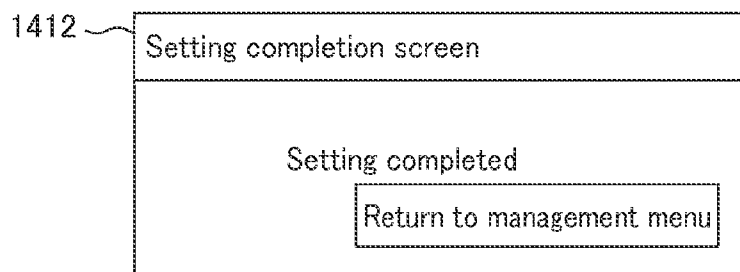 1412
Setting completion screen
Setting completed
Return to management menu